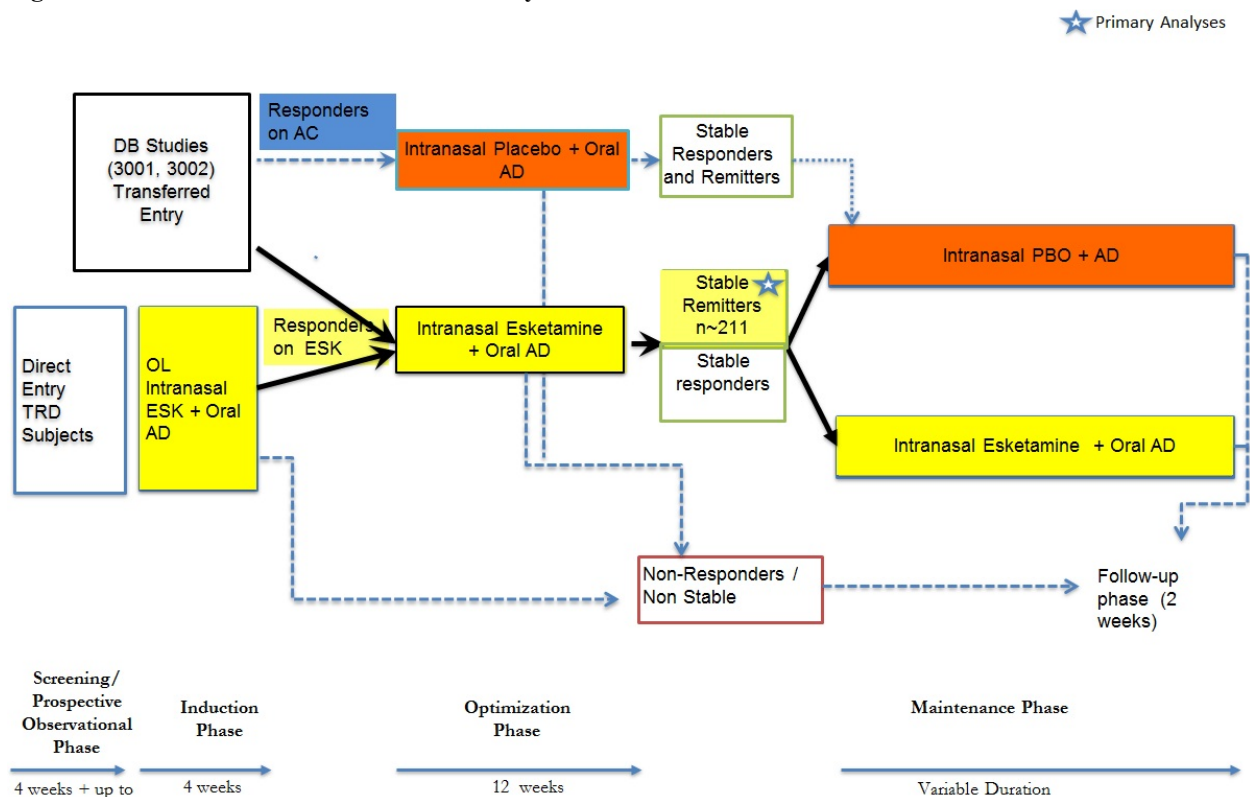 Primary Analyses
DB Studies
(3001, 3002)
Transferred
Entry
Responders
on AC
Intranasal Placebo + Oral
AD
Stable
Responders
and Remitters
Intranasal PBO + AD
Direct
Entry
TRD
Subjects
OL
Intranasal
ESK + Oral
AD
Responders
on ESK
Intranasal Esketamine
+ Oral AD
Stable
Remitters
n~211
Stable
responders
Intranasal Esketamine + Oral AD
Non-Responders /
Non Stable
Follow-up
phase (2
weeks)
Screening/
Prospective
Observational
Phase
4 weeks + up to
Induction
Phase
4 weeks
Optimization
Phase
12 weeks
Maintenance Phase
Variable Duration